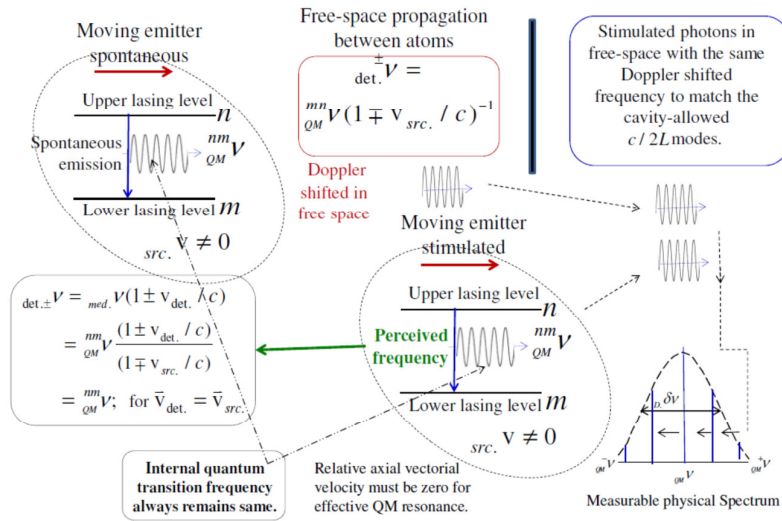 Moving emitter
spontaneous
Upper lasing level n
Spontaneous
emission
nm
QM ν
Lower lasing level m
src. v ≠ 0
Free-space propagation
between atoms
det.± ν =
mn
QM ν (1 ∓ v src. / c)⁻¹
Doppler
shifted in
free space
Stimulated photons in
free-space with the same
Doppler shifted
frequency to match the
cavity-allowed
c / 2L modes.
Moving emitter
stimulated
Upper lasing level n
Perceived
frequency
nm
QM ν
Lower lasing level m
src. v ≠ 0
det.± ν = med. ν (1 ± v det. / c)
= nm QM ν (1 ± v det. / c)
(1 ∓ v src. / c)
= nm QM ν; for v̄ det. = v̄ src.
Internal quantum
transition frequency
always remains same.
Relative axial vectorial
velocity must be zero for
effective QM resonance.
D. δν
QM⁻ν
QM ν
QM⁺ν
Measurable physical Spectrum